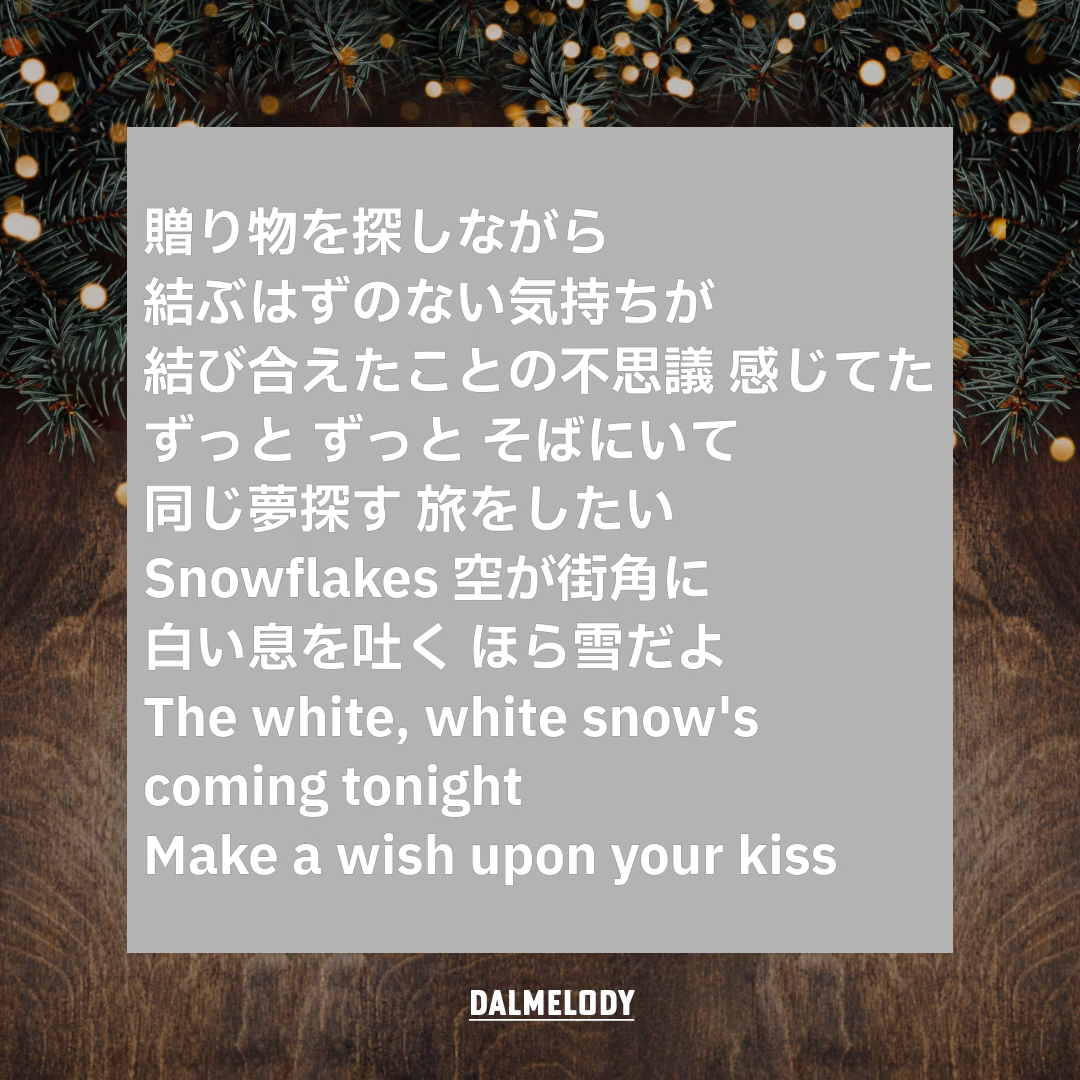 贈り物を探しながら
結ぶはずのない気持ちが
結び合えたことの不思議 感じてた
ずっと ずっと そばにいて
同じ夢探す 旅をしたい
Snowflakes 空が街角に
白い息を吐く ほら雪だよ
The white, white snow's
coming tonight
Make a wish upon your kiss
DALMELODY